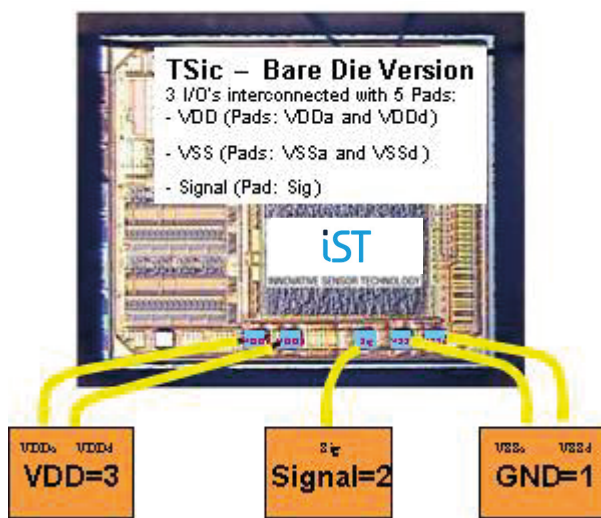 TSic – Bare Die Version
3 I/O's interconnected with 5 Pads:
- VDD (Pads: VDDa and VDDd)
- VSS (Pads: VSSa and VSSd)
- Signal (Pad: Sig)
iST
INNOVATIVE SENSOR TECHNOLOGY
Sig
VDDa VDDd Sig VSSa VSSd
VDD=3 Signal=2 GND=1